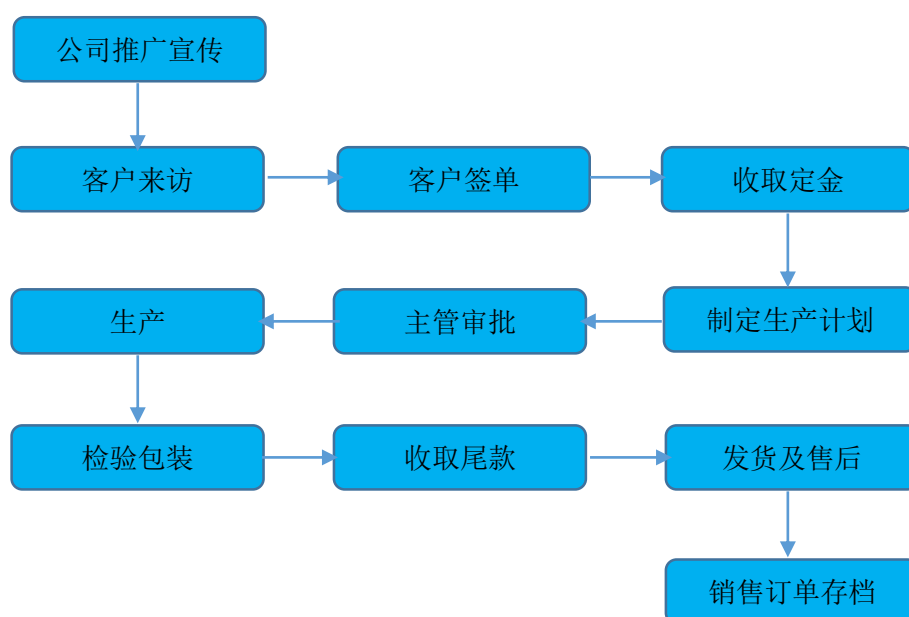 公司推广宣传
客户来访
客户签单
收取定金
制定生产计划
主管审批
生产
检验包装
收取尾款
发货及售后
销售订单存档